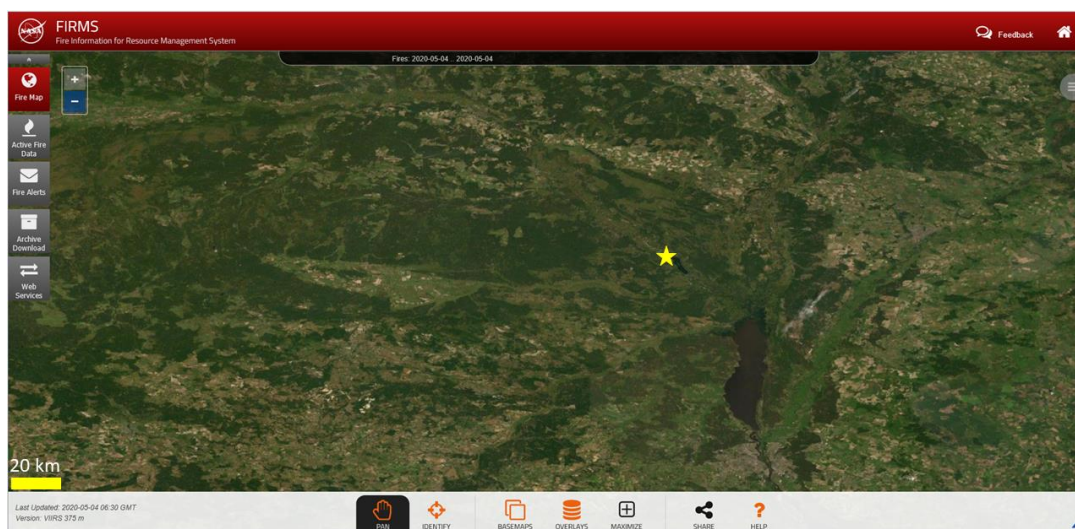 NASA
FIRMS
Fire Information for Resource Management System
Feedback
Fires: 2020-05-04 .. 2020-05-04
+
-
Fire Map
Active Fire
Data
Fire Alerts
Archive
Download
Web
Services
20 km
Last Updated: 2020-05-04 06:30 GMT
Version: VIIRS 375 m
PAN
IDENTIFY
BASEMAPS
OVERLAYS
MAXIMIZE
SHARE
HELP